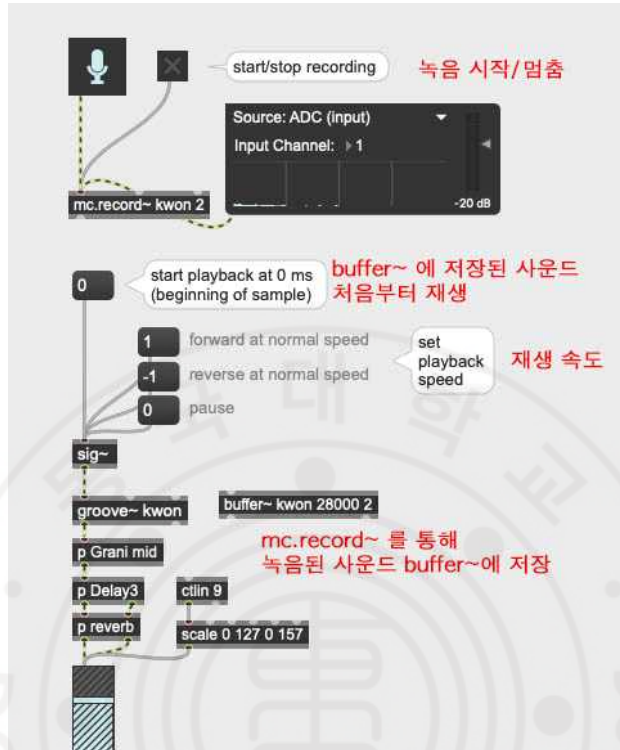 start/stop recording
녹음 시작/멈춤
Source: ADC (input)
Input Channel: 1
-20 dB
mc.record~ kwon 2
0
start playback at 0 ms
(beginning of sample)
buffer~ 에 저장된 사운드
처음부터 재생
1
forward at normal speed
-1
reverse at normal speed
0
pause
set
playback
speed
재생 속도
sig~
groove~ kwon
buffer~ kwon 28000 2
mc.record~ 를 통해
녹음된 사운드 buffer~에 저장
p Grani mid
p Delay3
ctlin 9
p reverb
scale 0 127 0 157